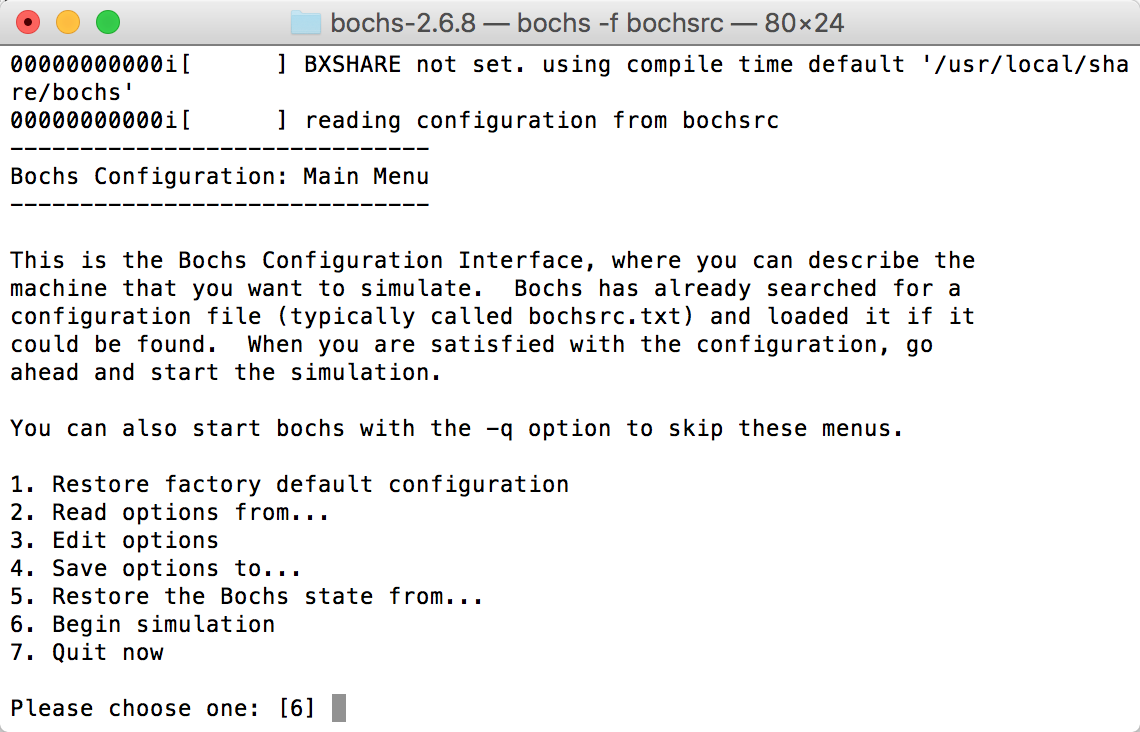 bochs-2.6.8 — bochs -f bochsrc — 80×24
00000000000i[      ] BXSHARE not set. using compile time default '/usr/local/sha
re/bochs'
00000000000i[      ] reading configuration from bochsrc
------------------------------
Bochs Configuration: Main Menu
------------------------------
This is the Bochs Configuration Interface, where you can describe the
machine that you want to simulate.  Bochs has already searched for a
configuration file (typically called bochsrc.txt) and loaded it if it
could be found.  When you are satisfied with the configuration, go
ahead and start the simulation.
You can also start bochs with the -q option to skip these menus.
1. Restore factory default configuration
2. Read options from...
3. Edit options
4. Save options to...
5. Restore the Bochs state from...
6. Begin simulation
7. Quit now
Please choose one: [6]